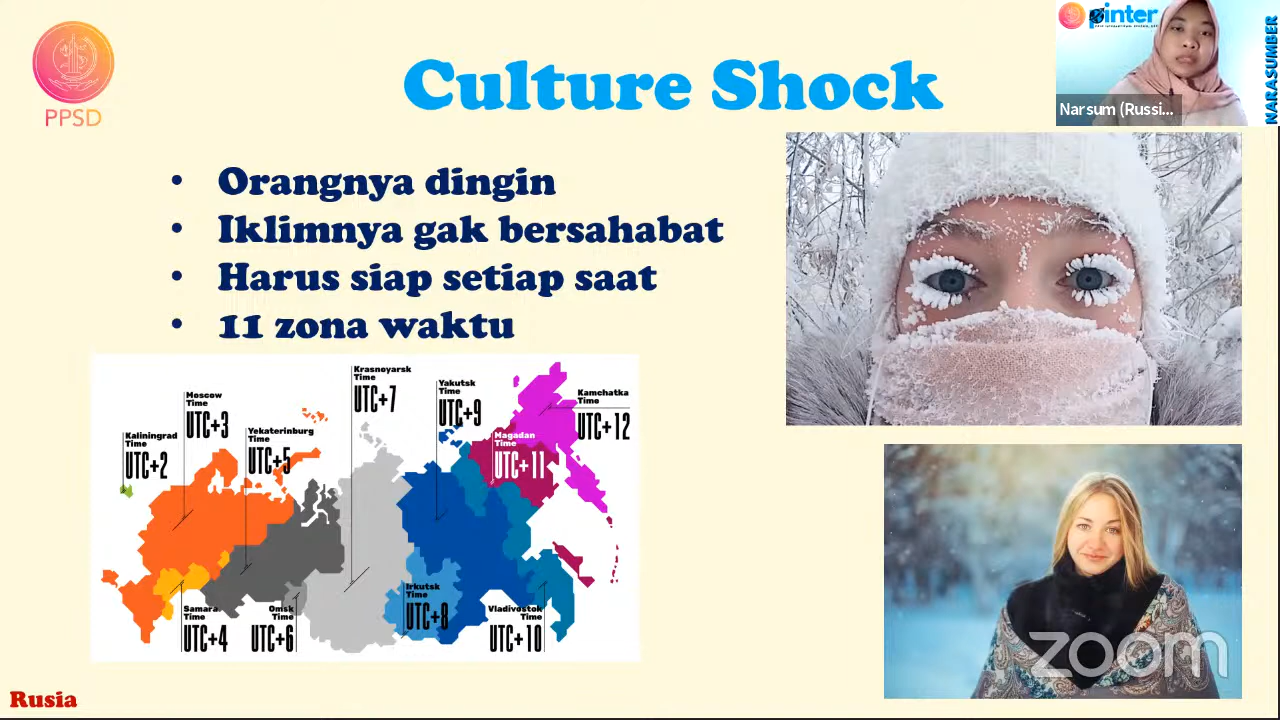 PPSD
Culture Shock
pinter
NARASUMBER
Narsum (Russi...
• Orangnya dingin
• Iklimnya gak bersahabat
• Harus siap setiap saat
• 11 zona waktu
Kaliningrad
Time
UTC+2
Moscow
Time
UTC+3
Yekaterinburg
Time
UTC+5
Krasnoyarsk
Time
UTC+7
Yakutsk
Time
UTC+9
Magadan
Time
UTC+11
Kamchatka
Time
UTC+12
Samara
Time
UTC+4
Omsk
Time
UTC+6
Irkutsk
Time
UTC+8
Vladivostok
Time
UTC+10
zoom
Rusia